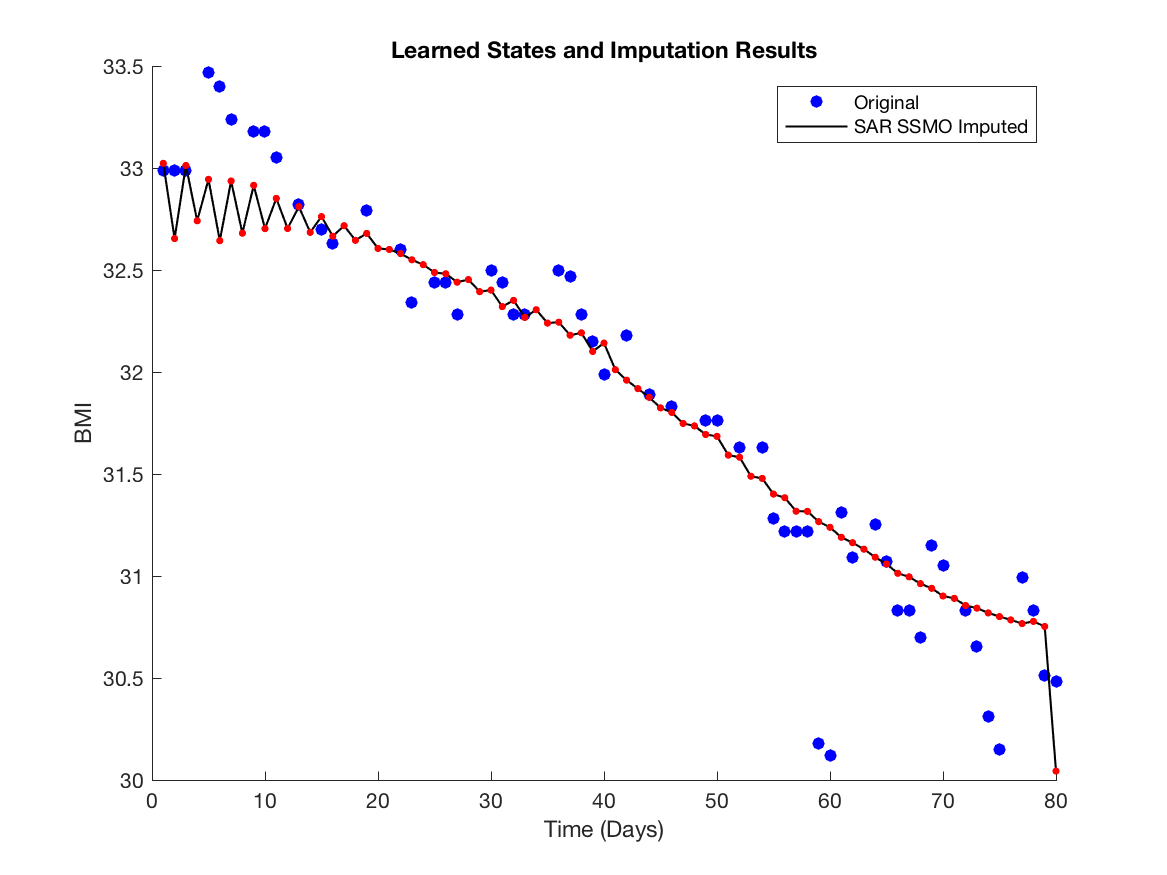 Learned States and Imputation Results
Original
SAR SSMO Imputed
33.5
33
32.5
32
31.5
31
30.5
30
BMI
0 10 20 30 40 50 60 70 80
Time (Days)